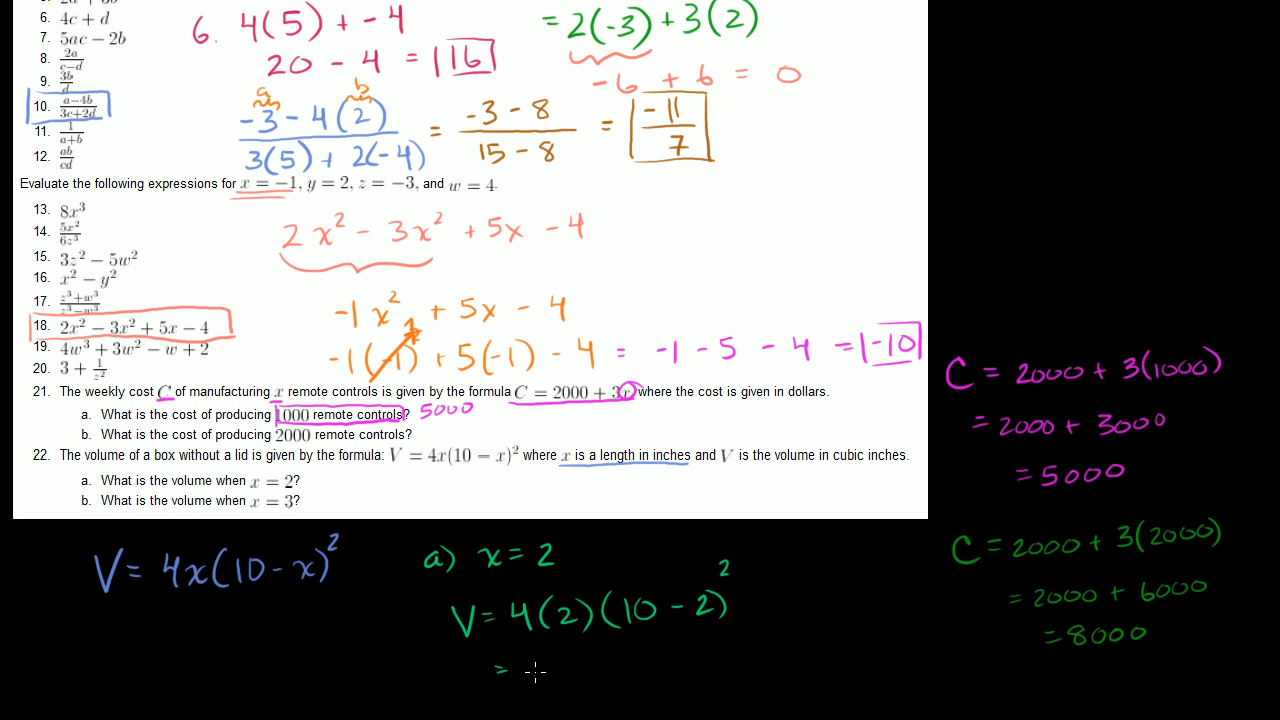 6. 4c + d
7. 5ac − 2b
8. 2a/c−d
9. 3b/d
10. a−4b/3c+2d
11. 1/a+b
12. ab/cd
6. 4(5) + -4
20 - 4 = 16
= 2(-3) + 3(2)
-6 + 6 = 0
a b
-3 - 4(2)/3(5) + 2(-4) = -3 - 8/15 - 8 = -11/7
Evaluate the following expressions for x = −1, y = 2, z = −3, and w = 4.
13. 8x³
14. 5x²/6z³
15. 3z² − 5w²
16. x² − y²
17. z³+w³/z³−w³
18. 2x² − 3x² + 5x − 4
19. 4w³ + 3w² − w + 2
20. 3 + 1/z²
2x² - 3x² + 5x - 4
-1x² + 5x - 4
-1(-1) + 5(-1) - 4 = -1 - 5 - 4 = -10
21. The weekly cost C of manufacturing x remote controls is given by the formula C = 2000 + 3x, where the cost is given in dollars.
a. What is the cost of producing 1000 remote controls? 5000
b. What is the cost of producing 2000 remote controls?
22. The volume of a box without a lid is given by the formula: V = 4x(10 − x)² where x is a length in inches and V is the volume in cubic inches.
a. What is the volume when x = 2?
b. What is the volume when x = 3?
C = 2000 + 3(1000)
= 2000 + 3000
= 5000
C = 2000 + 3(2000)
= 2000 + 6000
= 8000
V = 4x(10 - x)²
a) x = 2
V = 4(2)(10 - 2)²
=